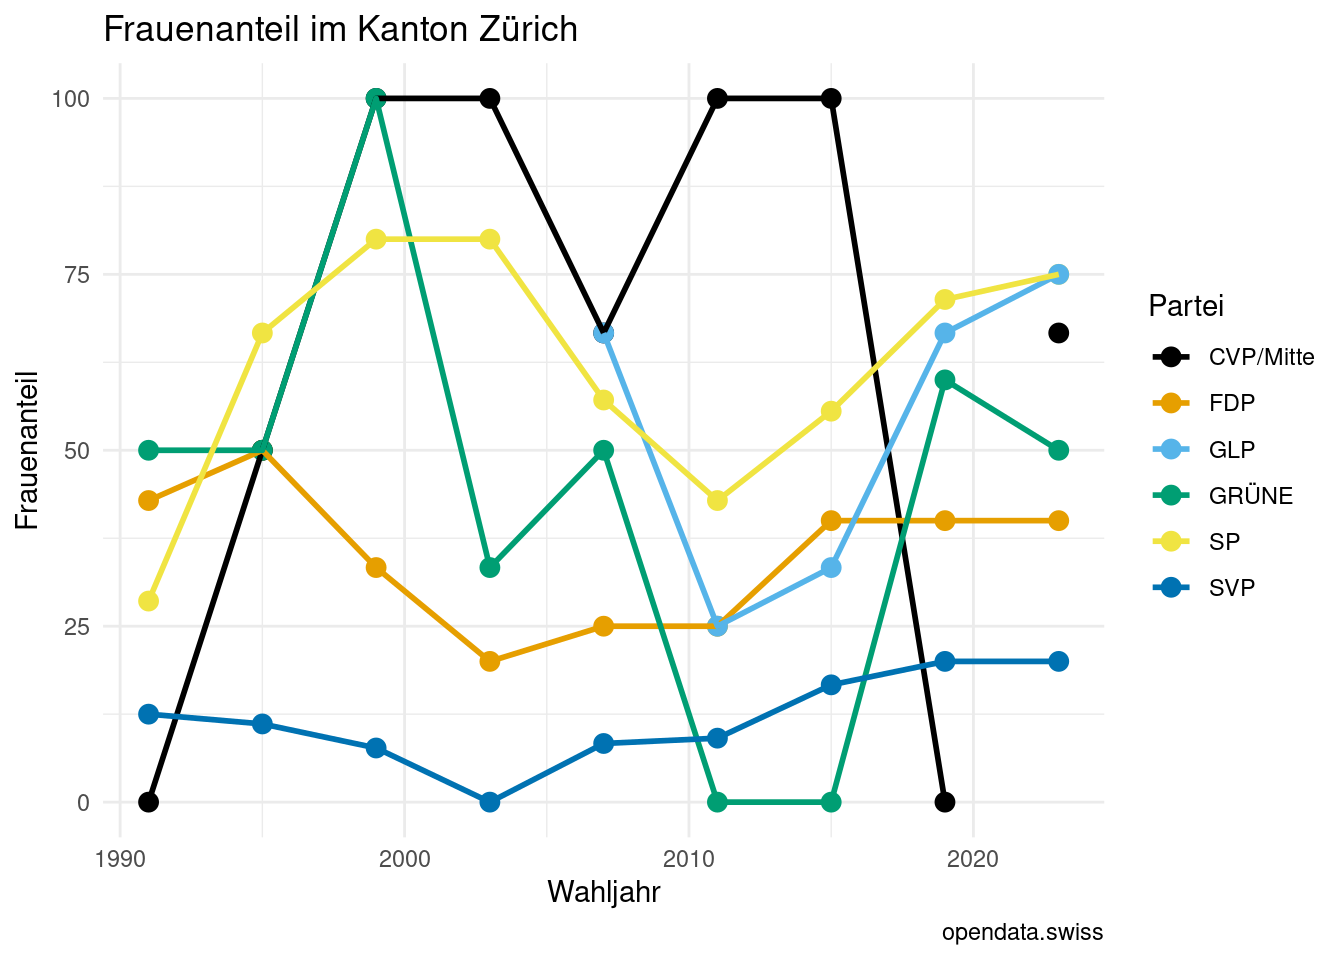 Frauenanteil im Kanton Zürich
Frauenanteil
100
75
50
25
0
1990
2000
2010
2020
Wahljahr
Partei
CVP/Mitte
FDP
GLP
GRÜNE
SP
SVP
opendata.swiss